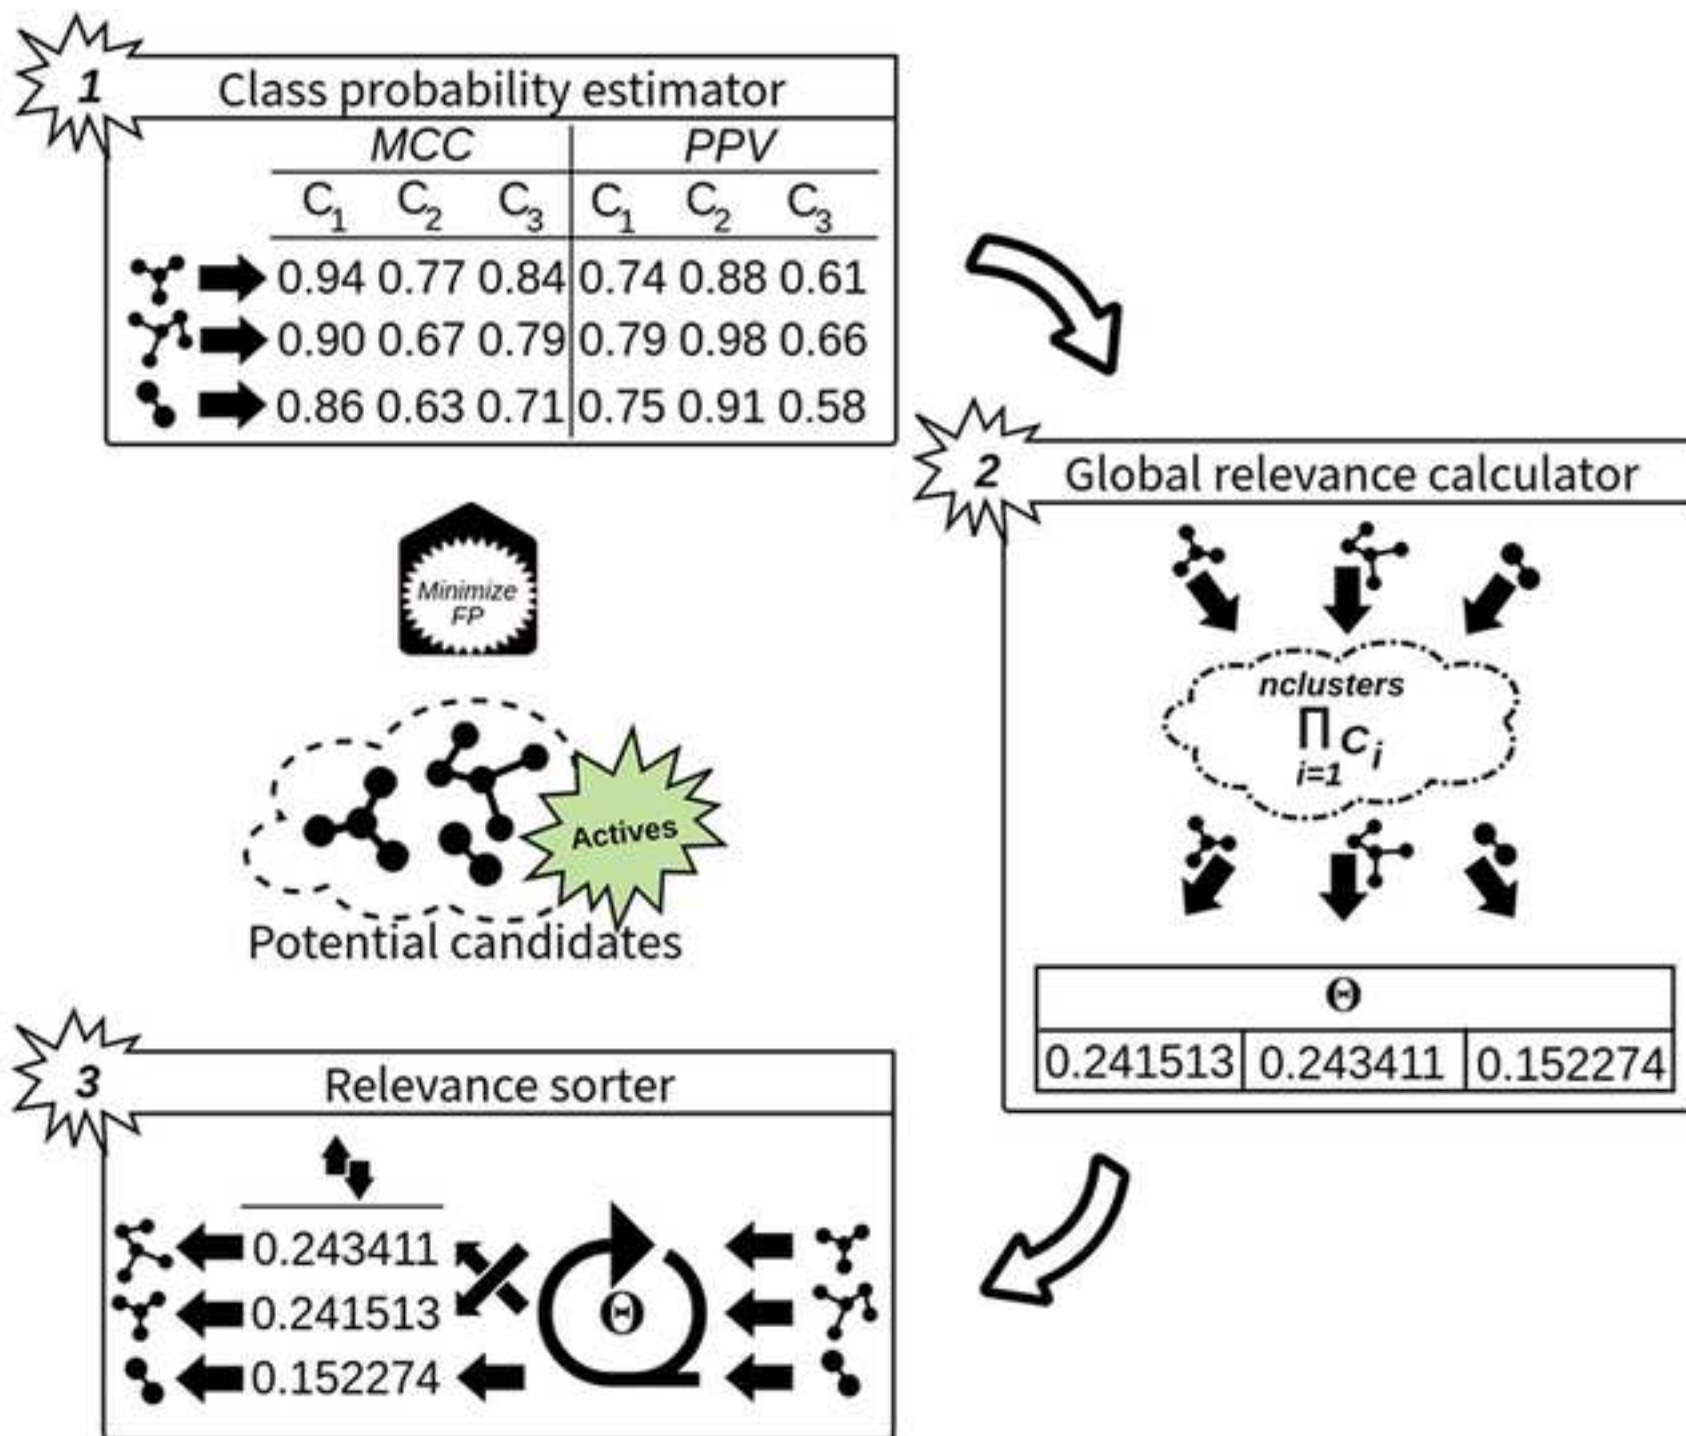 1
Class probability estimator
MCC PPV
C1 C2 C3 C1 C2 C3
0.94 0.77 0.84 0.74 0.88 0.61
0.90 0.67 0.79 0.79 0.98 0.66
0.86 0.63 0.71 0.75 0.91 0.58
2
Global relevance calculator
nclusters
∏ Ci
i=1
Θ
0.241513 0.243411 0.152274
Minimize
FP
Actives
Potential candidates
3
Relevance sorter
0.243411
0.241513
0.152274
Θ